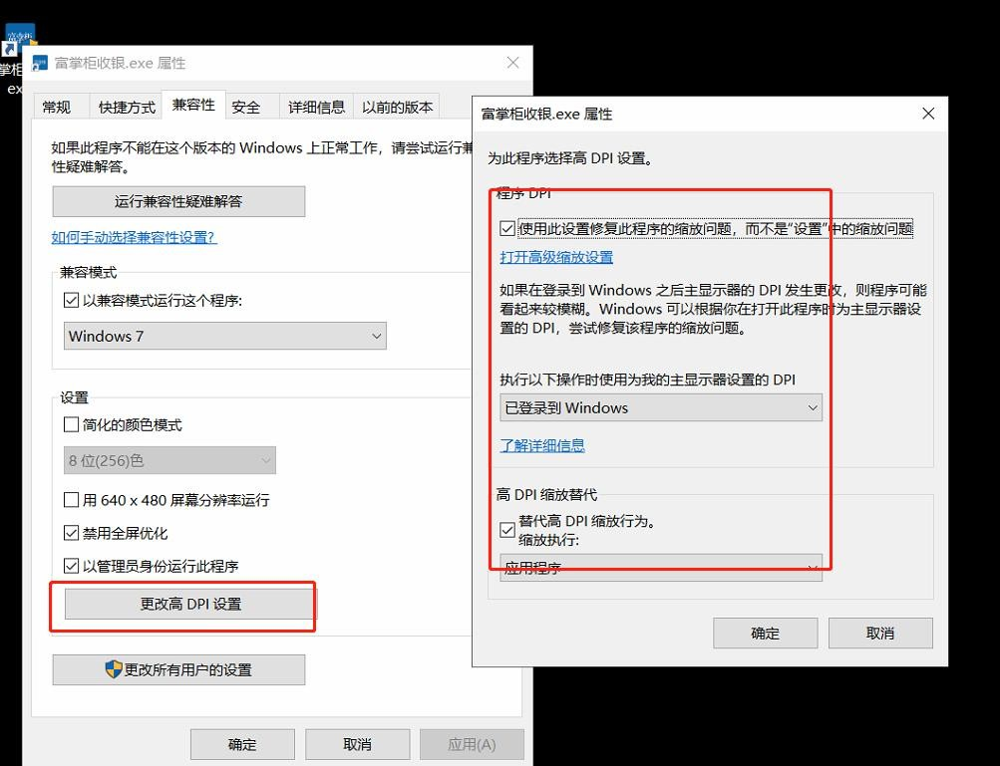 富掌柜
掌柜
ex
富掌柜收银.exe 属性
常规
快捷方式
兼容性
安全
详细信息
以前的版本
如果此程序不能在这个版本的 Windows 上正常工作，请尝试运行兼
性疑难解答。
运行兼容性疑难解答
如何手动选择兼容性设置?
兼容模式
以兼容模式运行这个程序:
Windows 7
设置
简化的颜色模式
8 位(256)色
用 640 x 480 屏幕分辨率运行
禁用全屏优化
以管理员身份运行此程序
更改高 DPI 设置
更改所有用户的设置
确定
取消
应用(A)
富掌柜收银.exe 属性
为此程序选择高 DPI 设置。
程序 DPI
使用此设置修复此程序的缩放问题，而不是“设置”中的缩放问题
打开高级缩放设置
如果在登录到 Windows 之后主显示器的 DPI 发生更改，则程序可能
看起来较模糊。Windows 可以根据你在打开此程序时为主显示器设
置的 DPI，尝试修复该程序的缩放问题。
执行以下操作时使用为我的主显示器设置的 DPI
已登录到 Windows
了解详细信息
高 DPI 缩放替代
替代高 DPI 缩放行为。
缩放执行:
应用程序
确定
取消